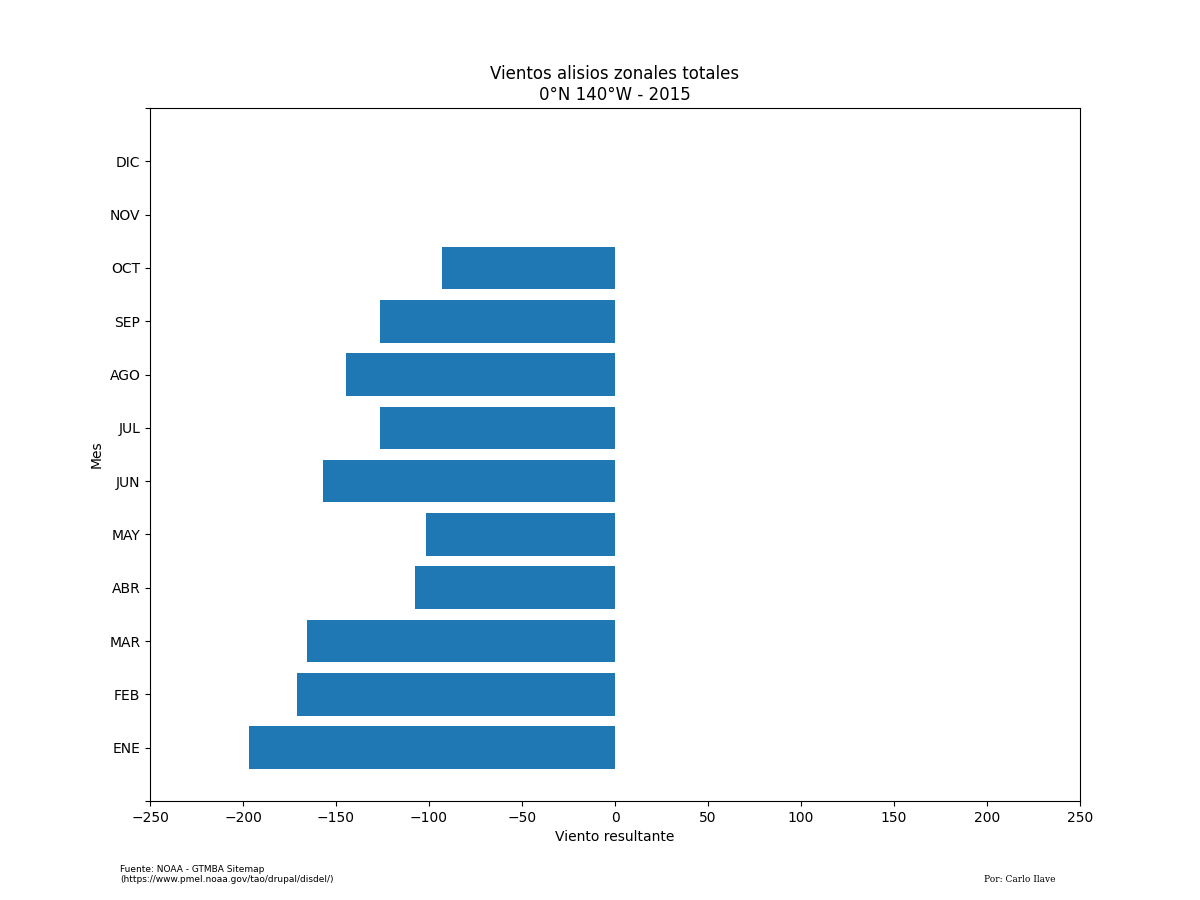 Vientos alisios zonales totales
0°N 140°W - 2015
DIC
NOV
OCT
SEP
AGO
JUL
JUN
MAY
ABR
MAR
FEB
ENE
Mes
−250 −200 −150 −100 −50 0 50 100 150 200 250
Viento resultante
Fuente: NOAA - GTMBA Sitemap
(https://www.pmel.noaa.gov/tao/drupal/disdel/)
Por: Carlo Ilave